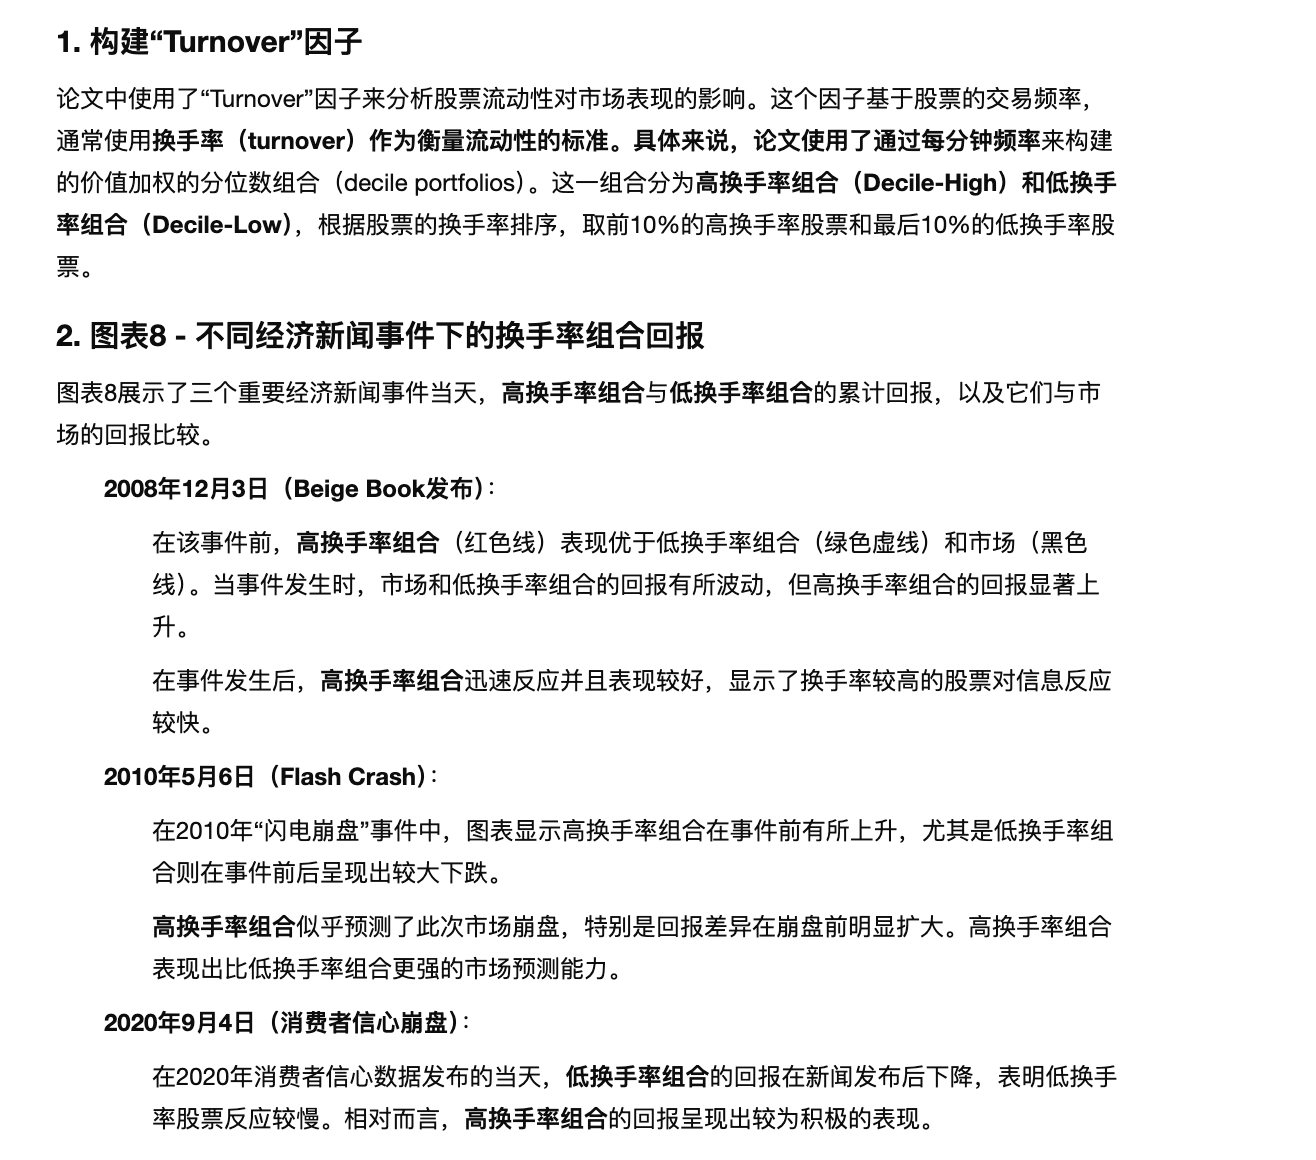 1. 构建“Turnover”因子
论文中使用了“Turnover”因子来分析股票流动性对市场表现的影响。这个因子基于股票的交易频率，
通常使用换手率（turnover）作为衡量流动性的标准。具体来说，论文使用了通过每分钟频率来构建
的价值加权的分位数组合（decile portfolios）。这一组合分为高换手率组合（Decile-High）和低换手
率组合（Decile-Low），根据股票的换手率排序，取前10%的高换手率股票和最后10%的低换手率股
票。
2. 图表8 - 不同经济新闻事件下的换手率组合回报
图表8展示了三个重要经济新闻事件当天，高换手率组合与低换手率组合的累计回报，以及它们与市
场的回报比较。
2008年12月3日（Beige Book发布）：
在该事件前，高换手率组合（红色线）表现优于低换手率组合（绿色虚线）和市场（黑色
线）。当事件发生时，市场和低换手率组合的回报有所波动，但高换手率组合的回报显著上
升。
在事件发生后，高换手率组合迅速反应并且表现较好，显示了换手率较高的股票对信息反应
较快。
2010年5月6日（Flash Crash）：
在2010年“闪电崩盘”事件中，图表显示高换手率组合在事件前有所上升，尤其是低换手率组
合则在事件前后呈现出较大下跌。
高换手率组合似乎预测了此次市场崩盘，特别是回报差异在崩盘前明显扩大。高换手率组合
表现出比低换手率组合更强的市场预测能力。
2020年9月4日（消费者信心崩盘）：
在2020年消费者信心数据发布的当天，低换手率组合的回报在新闻发布后下降，表明低换手
率股票反应较慢。相对而言，高换手率组合的回报呈现出较为积极的表现。